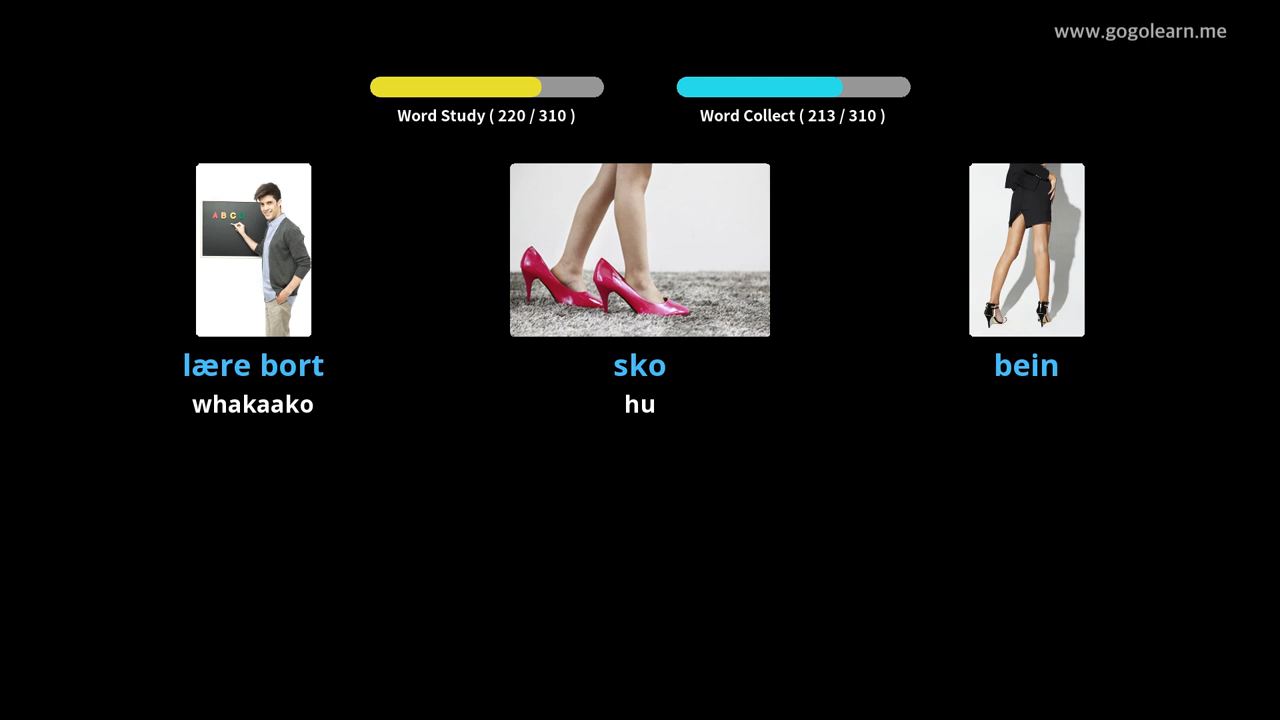 www.gogolearn.me
Word Study ( 220 / 310 )
Word Collect ( 213 / 310 )
A B C D
lære bort
sko
bein
whakaako
hu